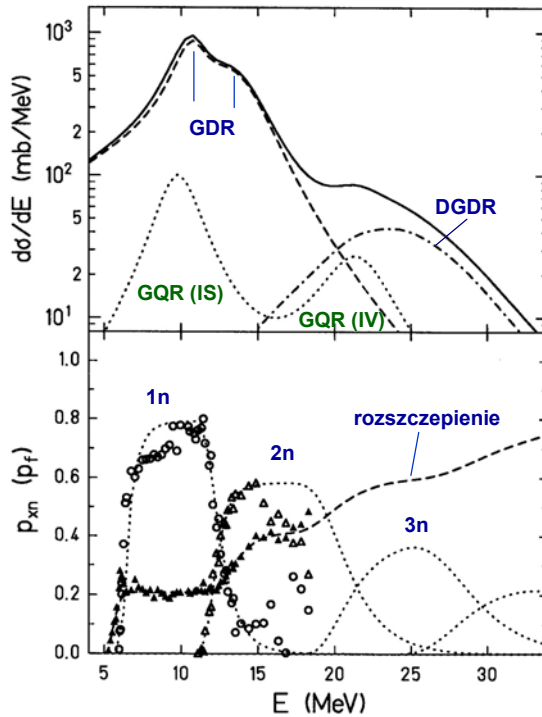 10³
5
2
10²
5
2
10¹
dσ/dE (mb/MeV)
GDR
DGDR
GQR (IS)
GQR (IV)
1.0
0.8
0.6
0.4
0.2
0.0
pxn (pf)
1n
2n
rozszczepienie
3n
5 10 15 20 25 30
E (MeV)